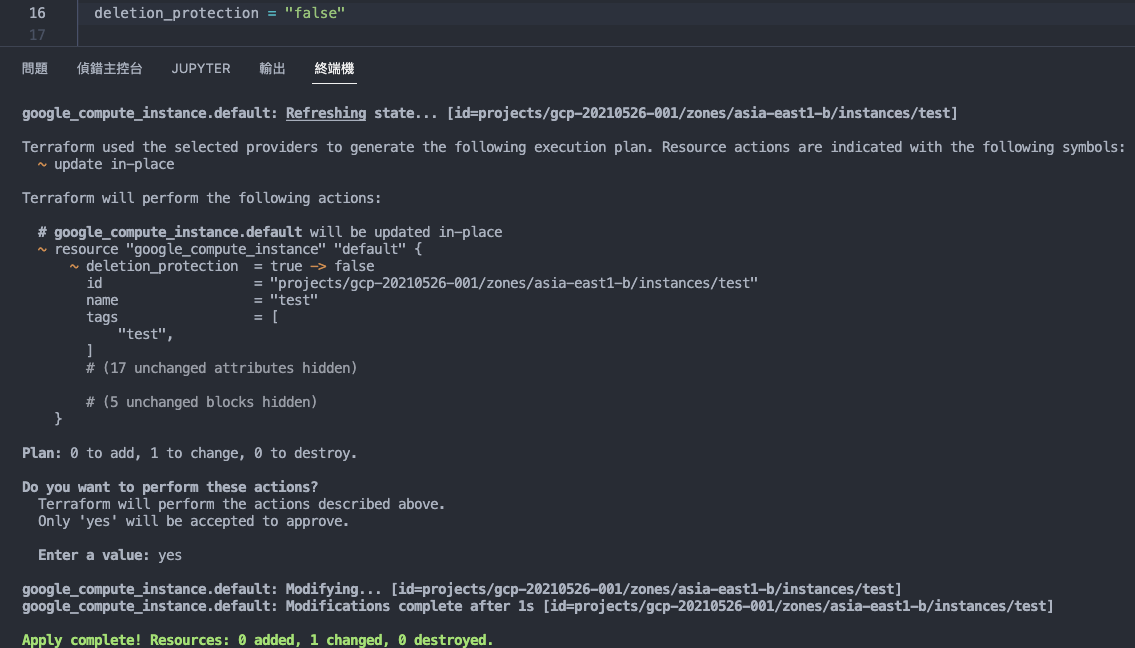 16 deletion_protection = "false"
17
問題 偵錯主控台 JUPYTER 輸出 終端機
google_compute_instance.default: Refreshing state... [id=projects/gcp-20210526-001/zones/asia-east1-b/instances/test]
Terraform used the selected providers to generate the following execution plan. Resource actions are indicated with the following symbols:
~ update in-place
Terraform will perform the following actions:
# google_compute_instance.default will be updated in-place
~ resource "google_compute_instance" "default" {
~ deletion_protection = true -> false
id = "projects/gcp-20210526-001/zones/asia-east1-b/instances/test"
name = "test"
tags = [
"test",
]
# (17 unchanged attributes hidden)
# (5 unchanged blocks hidden)
}
Plan: 0 to add, 1 to change, 0 to destroy.
Do you want to perform these actions?
Terraform will perform the actions described above.
Only 'yes' will be accepted to approve.
Enter a value: yes
google_compute_instance.default: Modifying... [id=projects/gcp-20210526-001/zones/asia-east1-b/instances/test]
google_compute_instance.default: Modifications complete after 1s [id=projects/gcp-20210526-001/zones/asia-east1-b/instances/test]
Apply complete! Resources: 0 added, 1 changed, 0 destroyed.